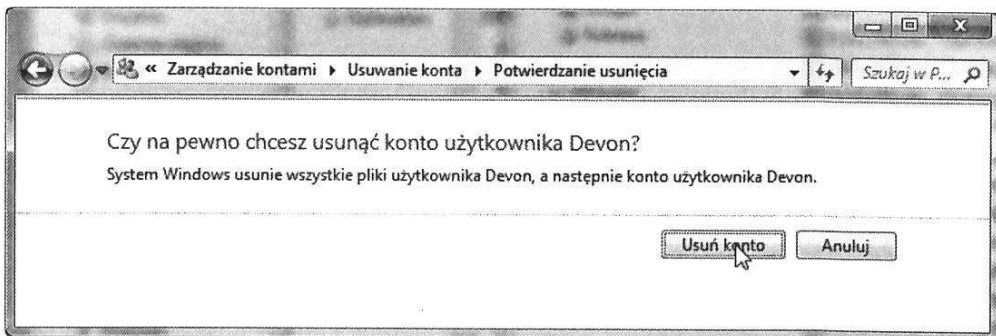 « Zarządzanie kontami ▸ Usuwanie konta ▸ Potwierdzanie usunięcia
Szukaj w P...
Czy na pewno chcesz usunąć konto użytkownika Devon?
System Windows usunie wszystkie pliki użytkownika Devon, a następnie konto użytkownika Devon.
Usuń konto
Anuluj